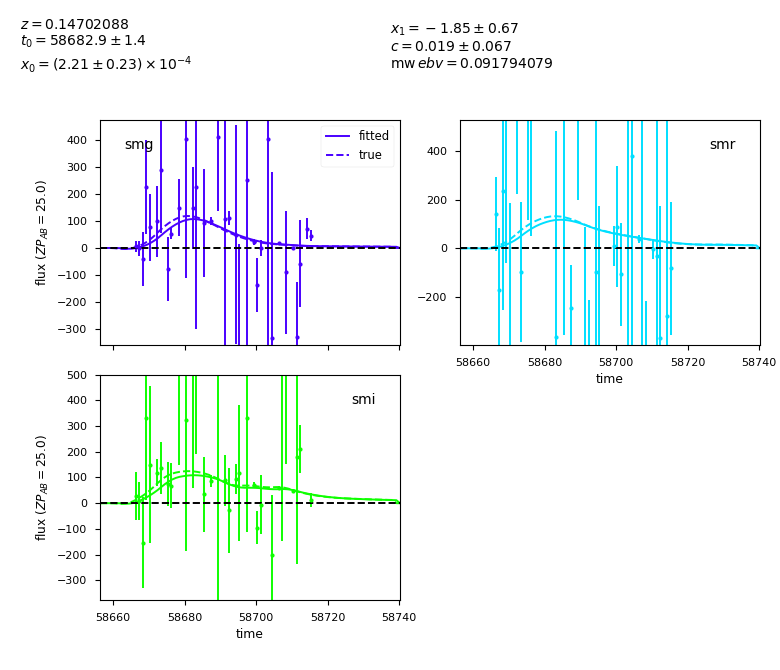 z = 0.14702088
t₀ = 58682.9 ± 1.4
x₀ = (2.21 ± 0.23) × 10⁻⁴
x₁ = −1.85 ± 0.67
c = 0.019 ± 0.067
mw ebv = 0.091794079
smg
fitted
true
400
300
200
100
0
−100
−200
−300
flux (ZP_AB = 25.0)
smr
400
200
0
−200
58660 58680 58700 58720 58740
time
smi
500
400
300
200
100
0
−100
−200
−300
flux (ZP_AB = 25.0)
58660 58680 58700 58720 58740
time